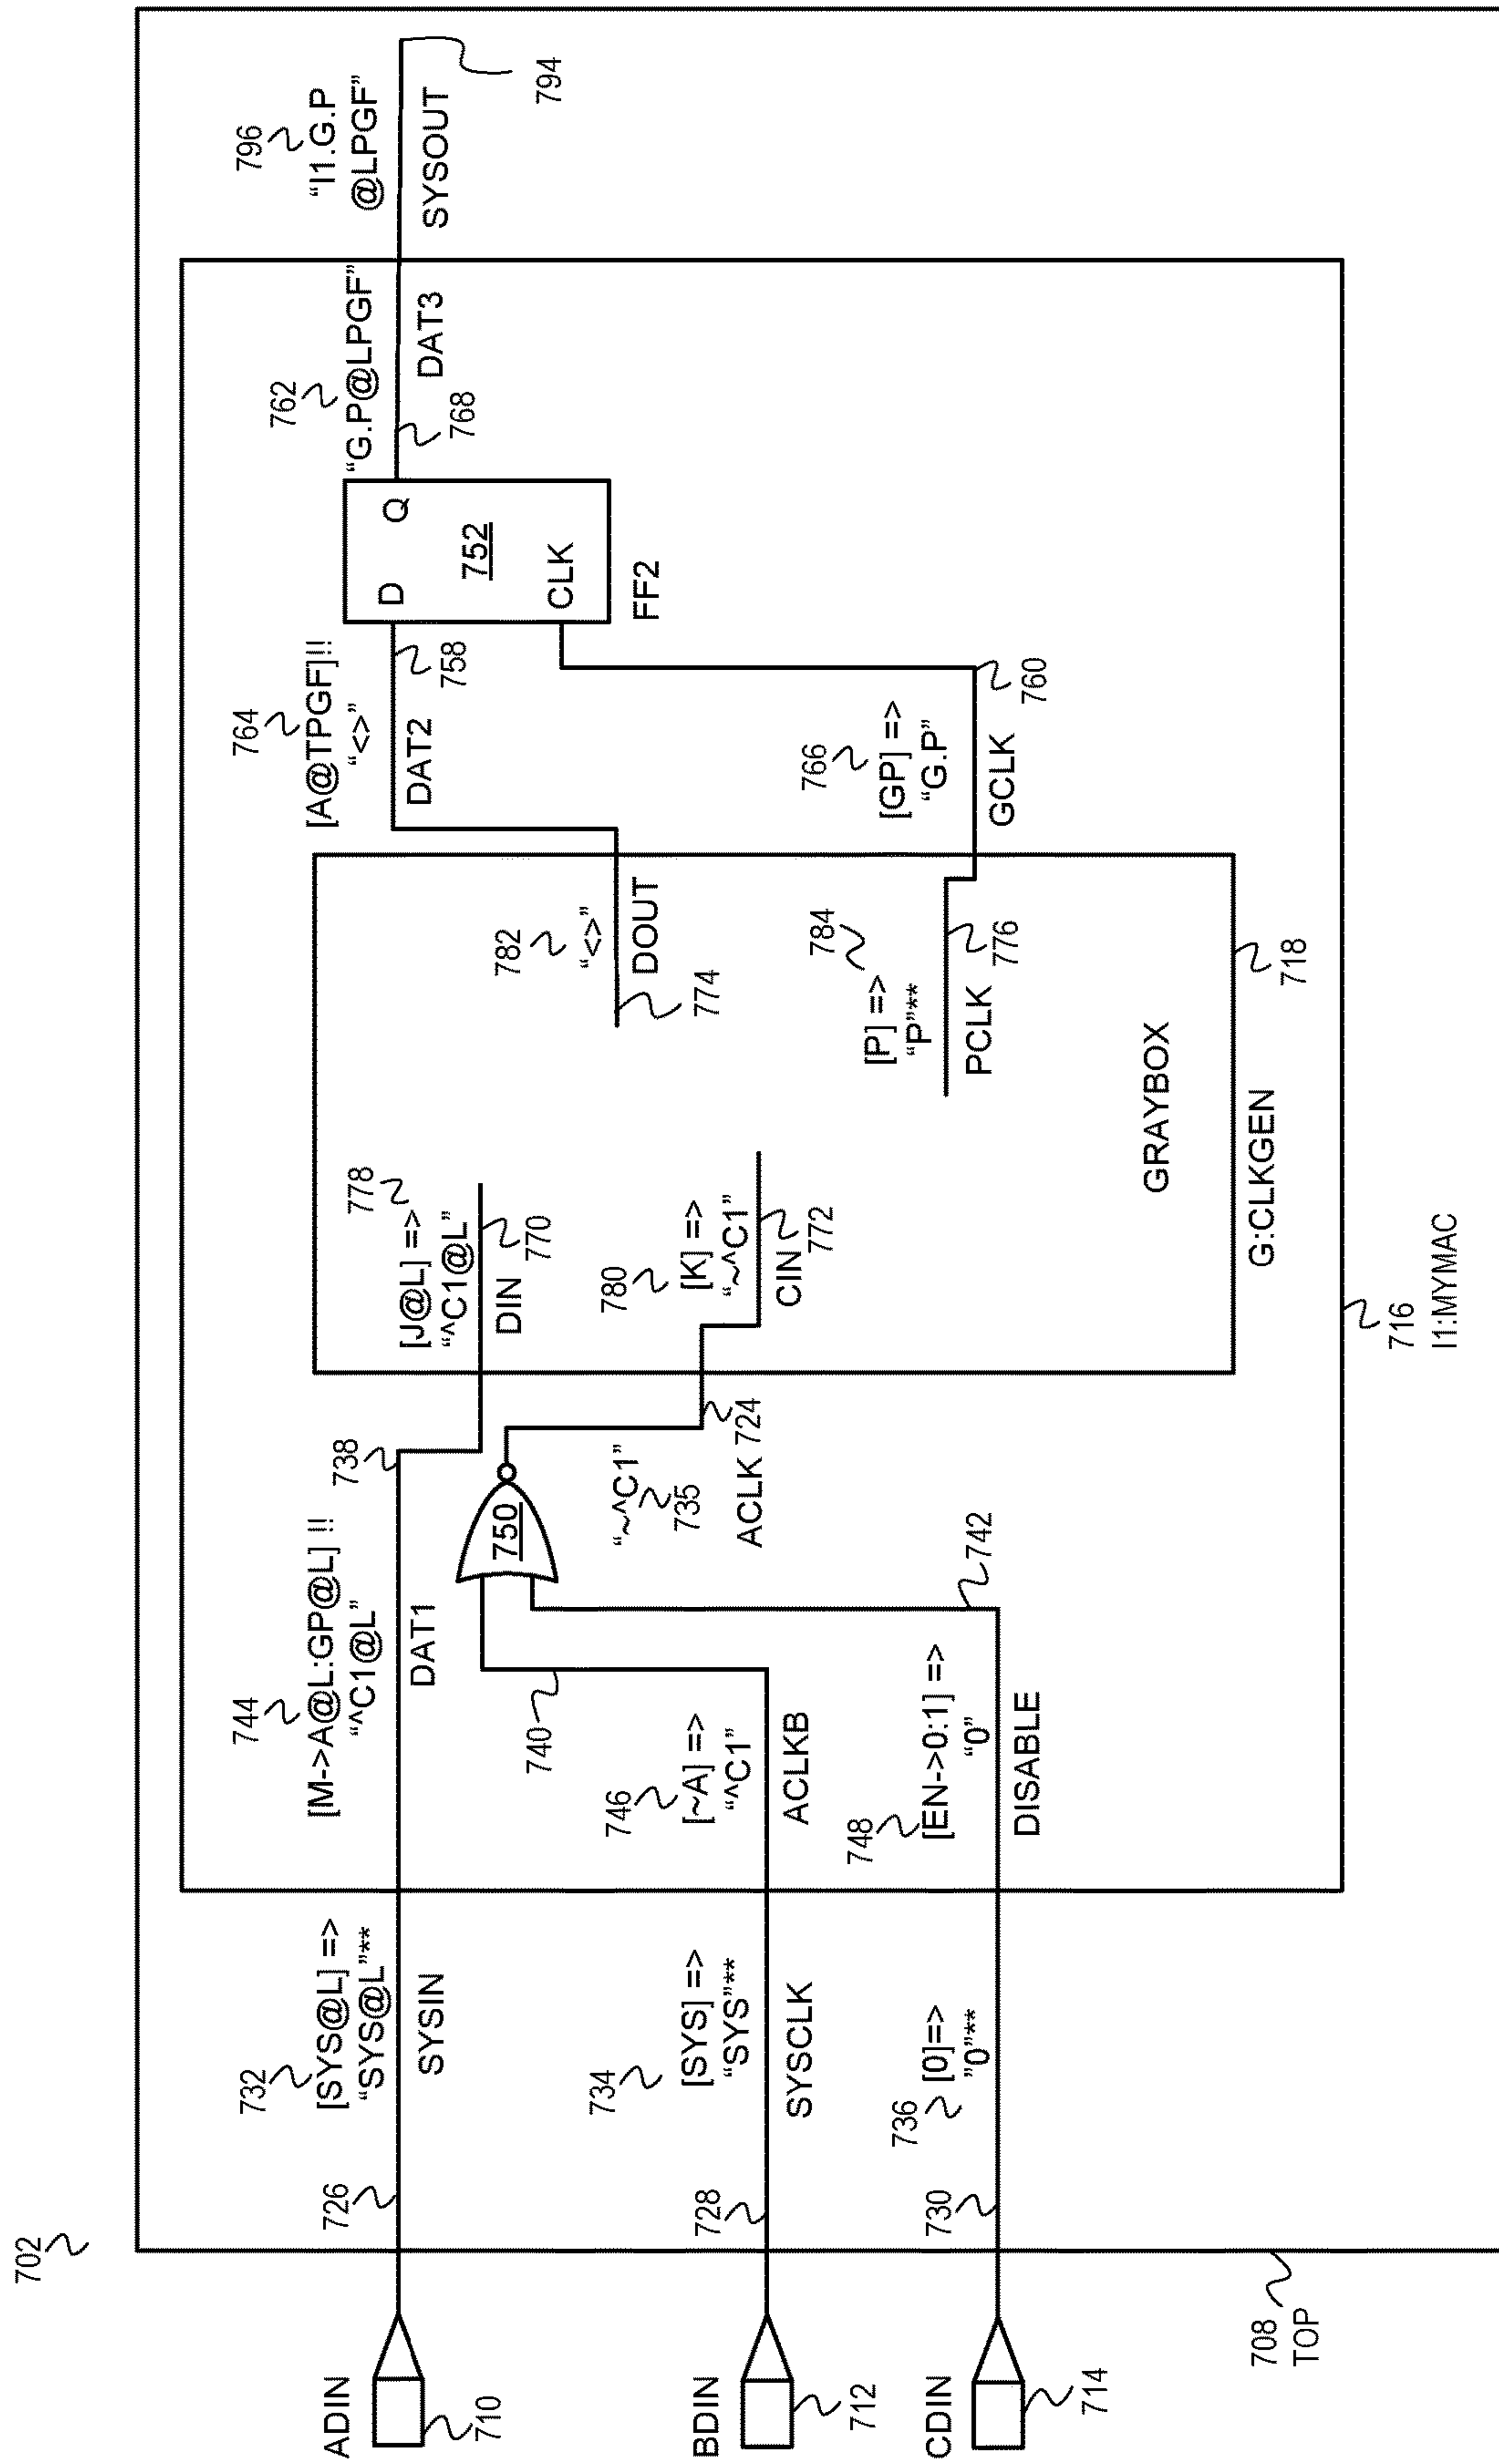 702
ADIN
710
BDIN
712
CDIN
714
708
TOP
726
732
[SYS@L] =>
“SYS@L”**
SYSIN
728
734
[SYS] =>
“SYS”**
SYSCLK
730
736
[0]=>
”0”**
744
[M->A@L:GP@L] !!
“^C1@L”
DAT1
738
740
746
[~A] =>
“^C1”
ACLKB
748
[EN->0:1] =>
“0”
DISABLE
742
750
“~^C1”
735
ACLK 724
778
[J@L] =>
“^C1@L”
770
DIN
780
[K] =>
“~^C1”
CIN
772
782
“<>”
DOUT
774
784
[P] =>
“P”**
PCLK
776
GRAYBOX
718
G:CLKGEN
716
I1:MYMAC
764
[A@TPGF]!!
“<>”
DAT2
758
766
[GP] =>
“G.P”
GCLK
760
D
Q
752
CLK
FF2
762
“G.P@LPGF”
768
DAT3
796
“I1.G.P
@LPGF”
SYSOUT
794